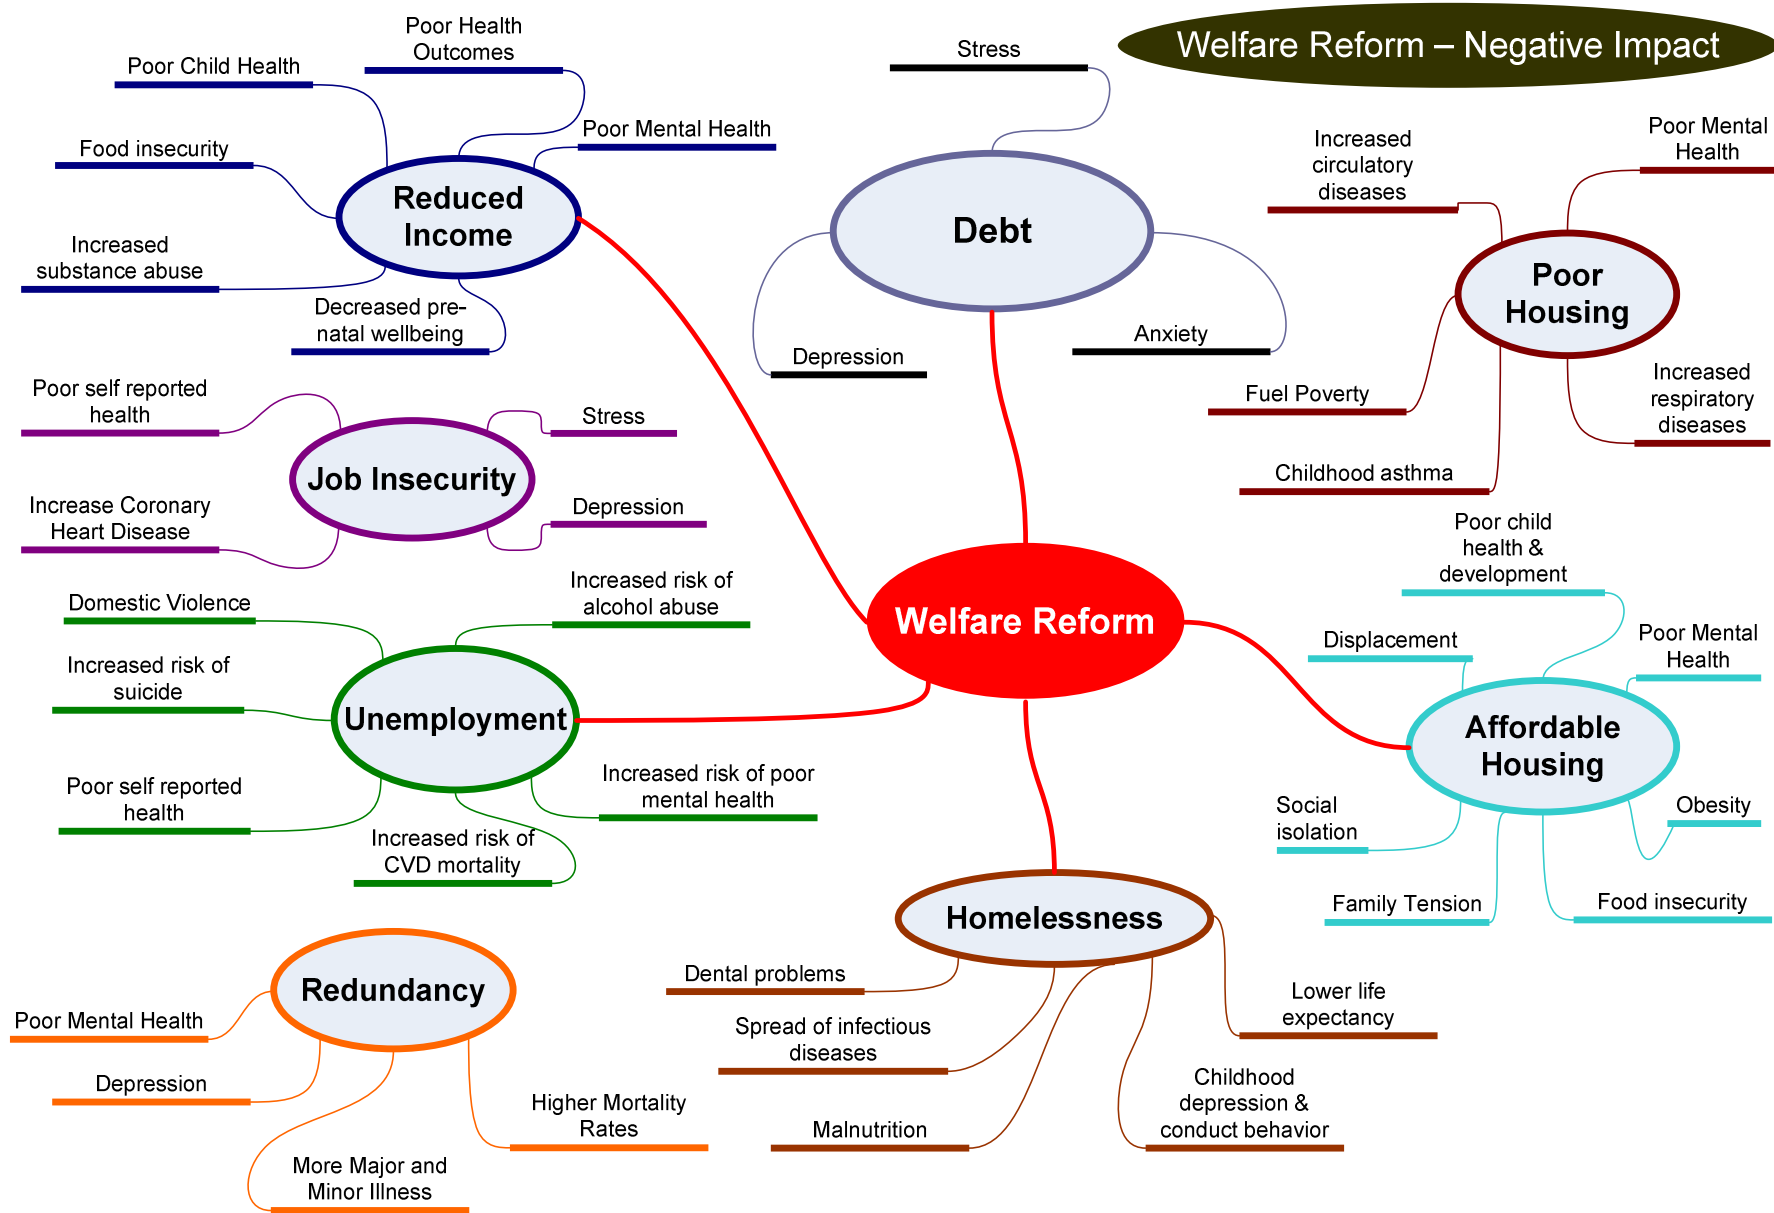 Welfare Reform – Negative Impact
Poor Health
Outcomes
Poor Child Health
Poor Mental Health
Food insecurity
Reduced
Income
Increased
substance abuse
Decreased pre-
natal wellbeing
Stress
Debt
Depression
Anxiety
Increased
circulatory
diseases
Poor Mental
Health
Poor
Housing
Fuel Poverty
Increased
respiratory
diseases
Childhood asthma
Poor self reported
health
Stress
Job Insecurity
Increase Coronary
Heart Disease
Depression
Domestic Violence
Increased risk of
alcohol abuse
Increased risk of
suicide
Unemployment
Poor self reported
health
Increased risk of poor
mental health
Increased risk of
CVD mortality
Welfare Reform
Poor child
health &
development
Displacement
Poor Mental
Health
Affordable
Housing
Social
isolation
Obesity
Family Tension
Food insecurity
Homelessness
Dental problems
Lower life
expectancy
Spread of infectious
diseases
Childhood
depression &
conduct behavior
Malnutrition
Redundancy
Poor Mental Health
Depression
Higher Mortality
Rates
More Major and
Minor Illness